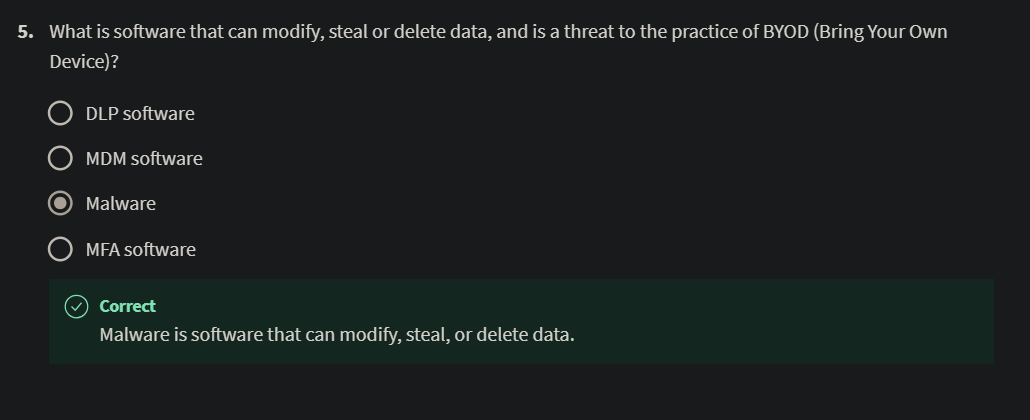 5. What is software that can modify, steal or delete data, and is a threat to the practice of BYOD (Bring Your Own
Device)?
DLP software
MDM software
Malware
MFA software
Correct
Malware is software that can modify, steal, or delete data.